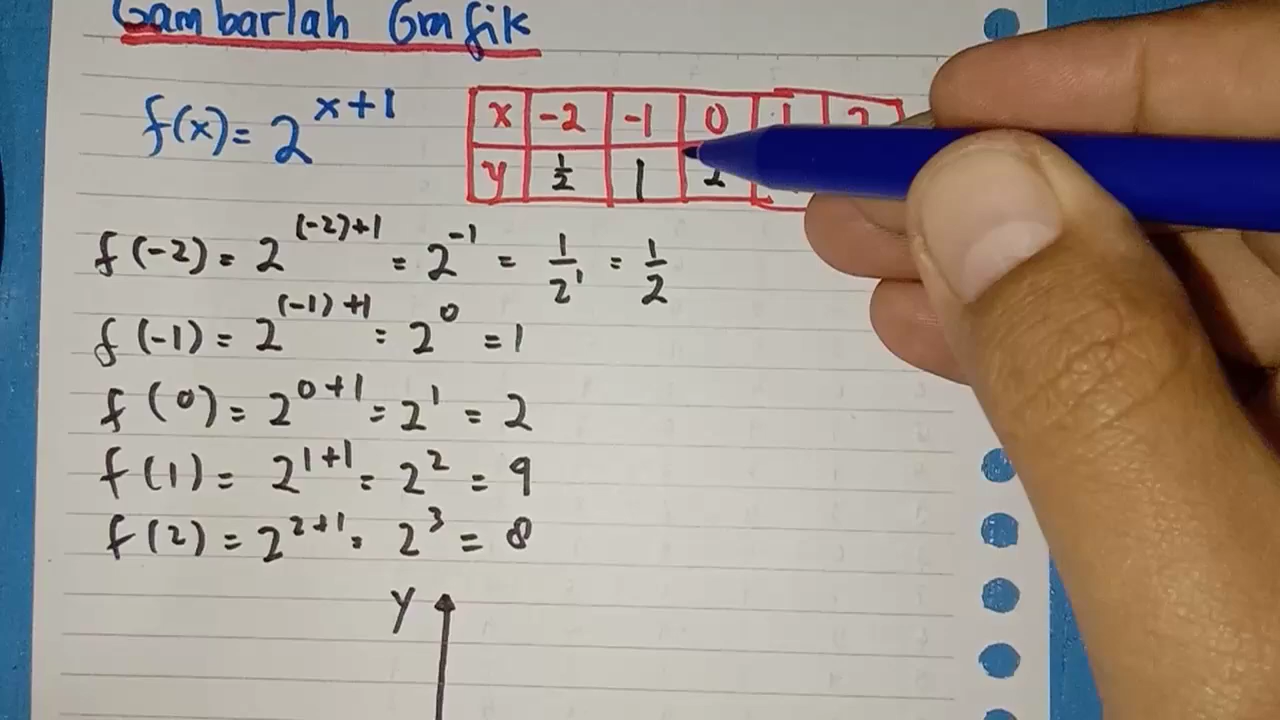 Gambarlah Grafik
f(x) = 2^{x+1}
x -2 -1 0 1 2
y 1/2 1 2
f(-2) = 2^{(-2)+1} = 2^{-1} = 1/2^1 = 1/2
f(-1) = 2^{(-1)+1} = 2^0 = 1
f(0) = 2^{0+1} = 2^1 = 2
f(1) = 2^{1+1} = 2^2 = 4
f(2) = 2^{2+1} = 2^3 = 8
Y